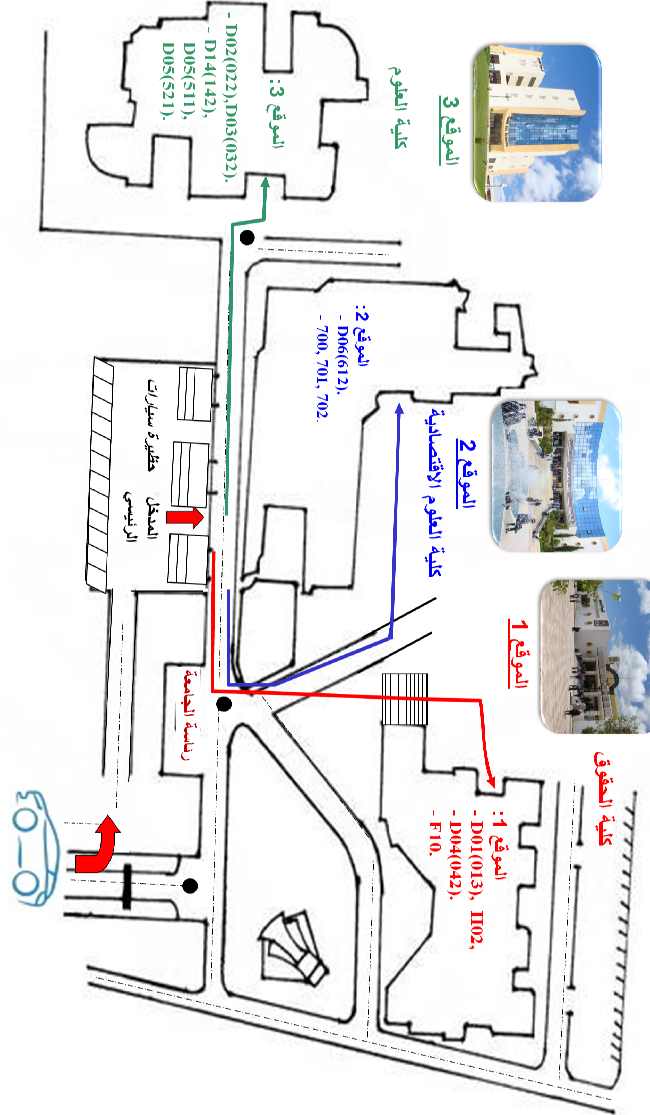 الموقع 3
كلية العلوم
الموقع 3:
- D02(022),D03(032).
- D14(142),
D05(511),
D05(521).
الموقع 2
كلية العلوم الاقتصادية
الموقع 2:
- D06(612).
- 700, 701, 702.
الموقع 1
كلية الحقوق
الموقع 1:
- D01(013), II02,
- D04(042).
- F10.
حظيرة سيارات
المدخل
الرئيسي
رئاسة الجامعة